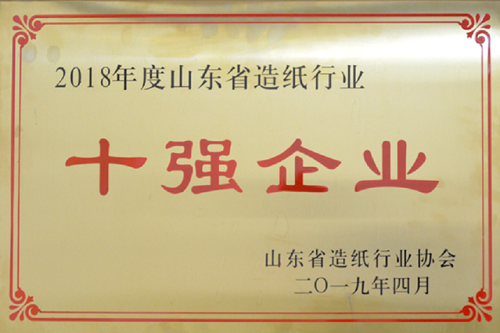 2018年度山东省造纸行业
十强企业
山东省造纸行业协会
二〇一九年四月